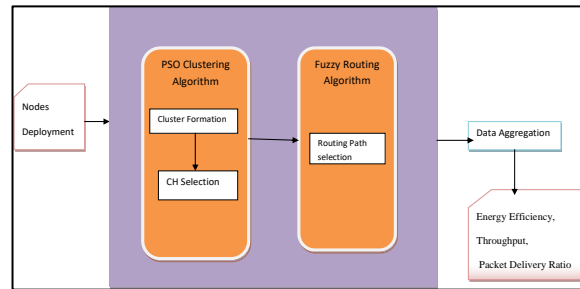 Nodes
Deployment
PSO Clustering
Algorithm
Cluster Formation
CH Selection
Fuzzy Routing
Algorithm
Routing Path
selection
Data Aggregation
Energy Efficiency,
Throughput,
Packet Delivery Ratio